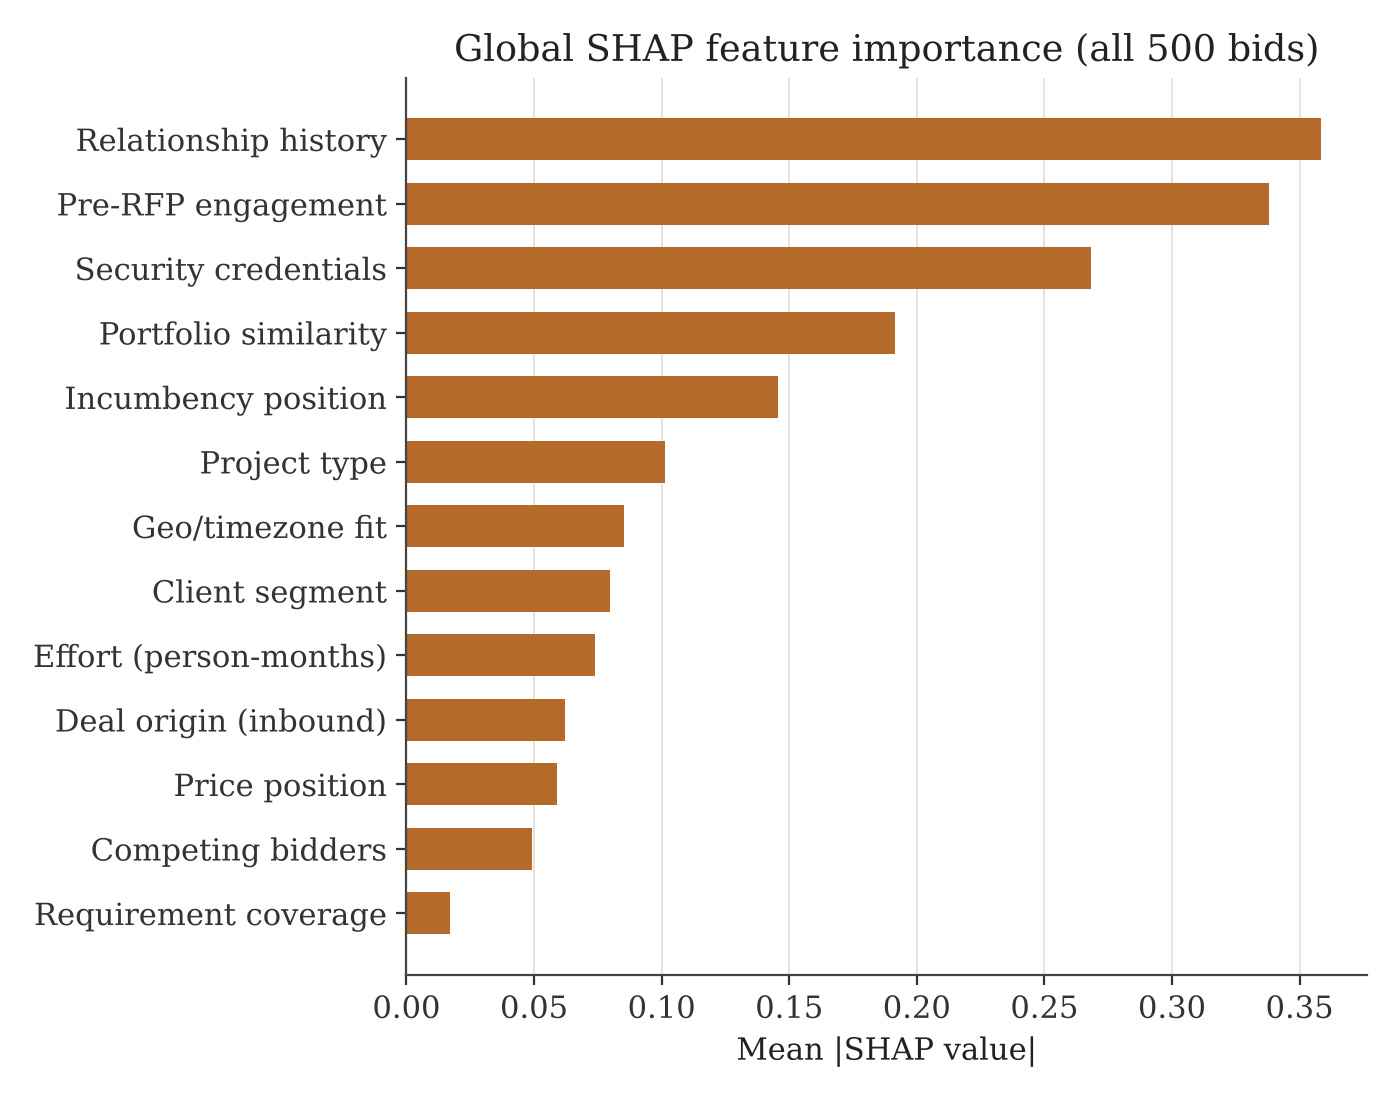 Global SHAP feature importance (all 500 bids)
Relationship history
Pre-RFP engagement
Security credentials
Portfolio similarity
Incumbency position
Project type
Geo/timezone fit
Client segment
Effort (person-months)
Deal origin (inbound)
Price position
Competing bidders
Requirement coverage
0.00 0.05 0.10 0.15 0.20 0.25 0.30 0.35
Mean |SHAP value|